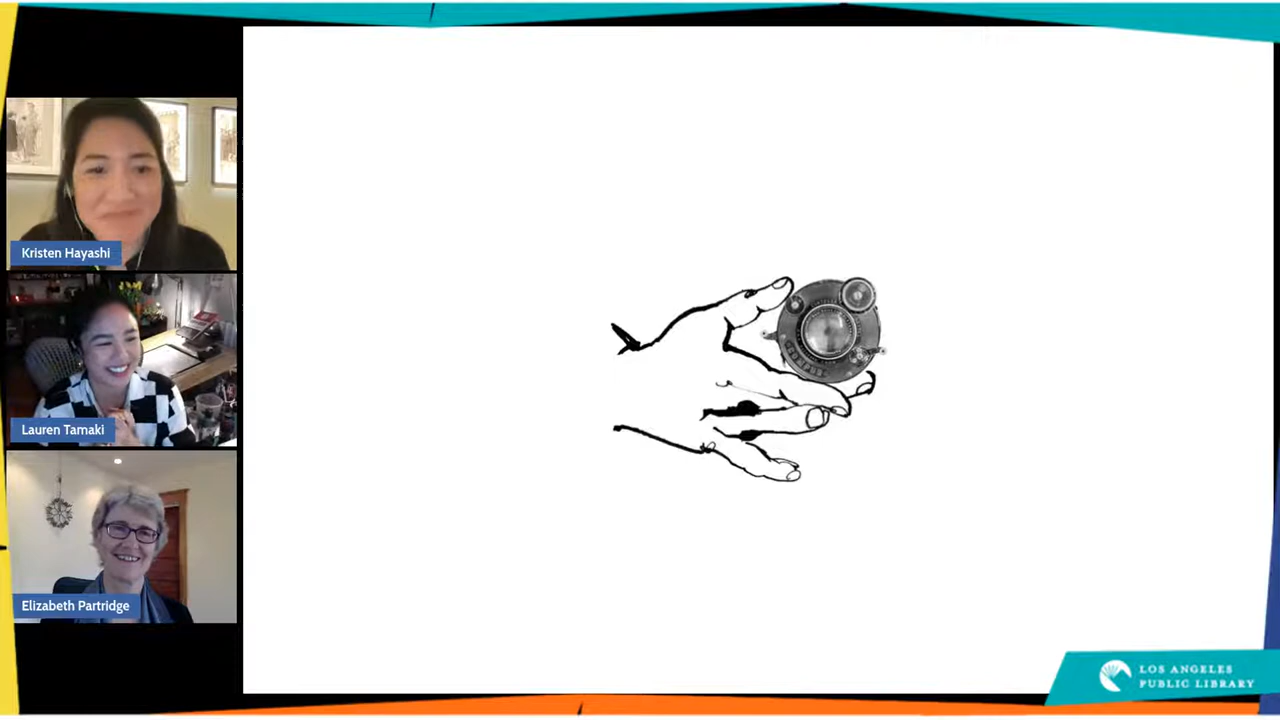 Kristen Hayashi
Lauren Tamaki
Elizabeth Partridge
LOS ANGELES
PUBLIC LIBRARY